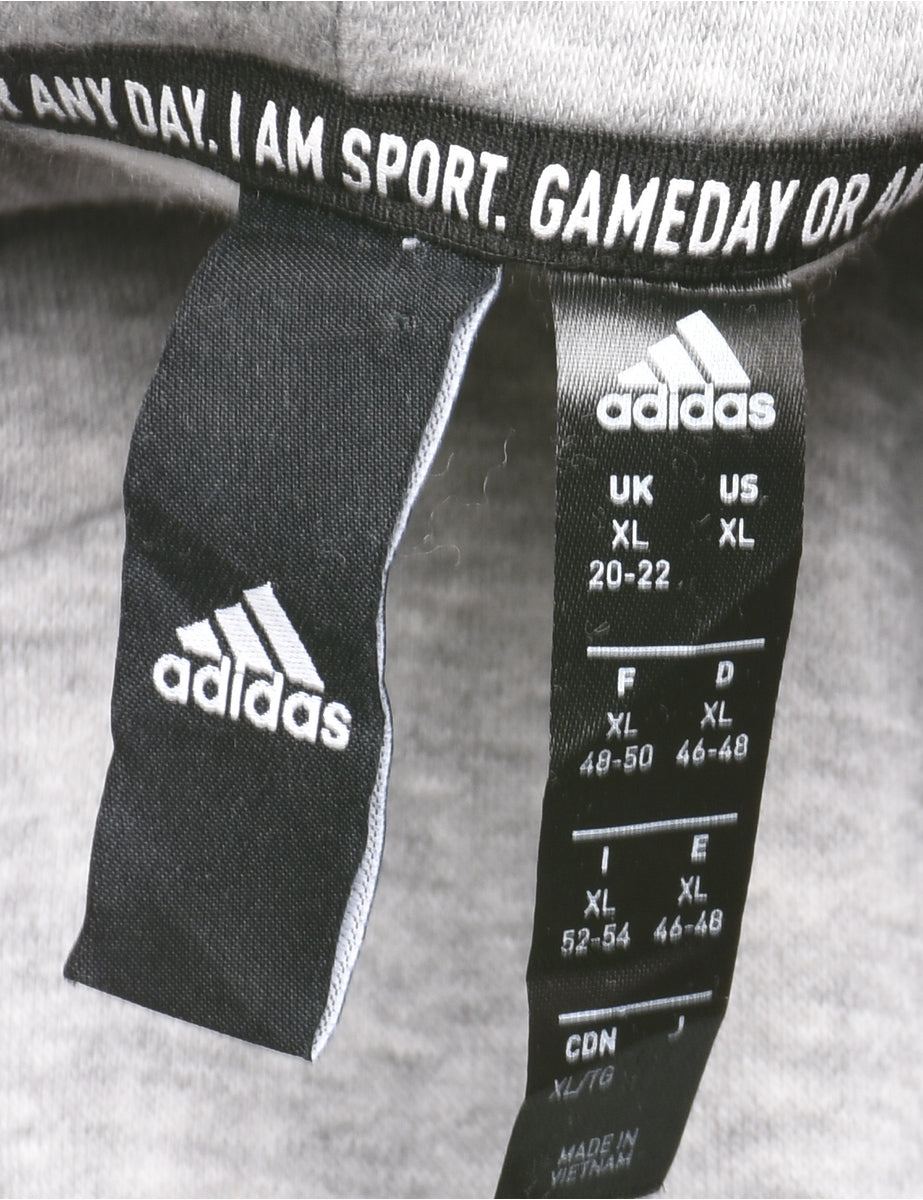 ANY DAY. I AM SPORT. GAMEDAY OR
adidas
adidas
UK US
XL XL
20-22
F D
XL XL
48-50 46-48
I E
XL XL
52-54 46-48
CDN J
XL/TG
MADE IN
VIETNAM